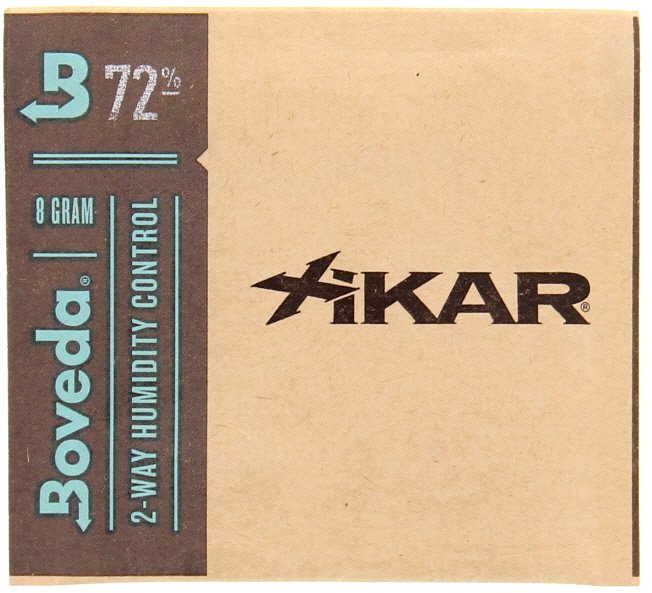 B 72%
8 GRAM
Boveda®
2-WAY HUMIDITY CONTROL
XIKAR®